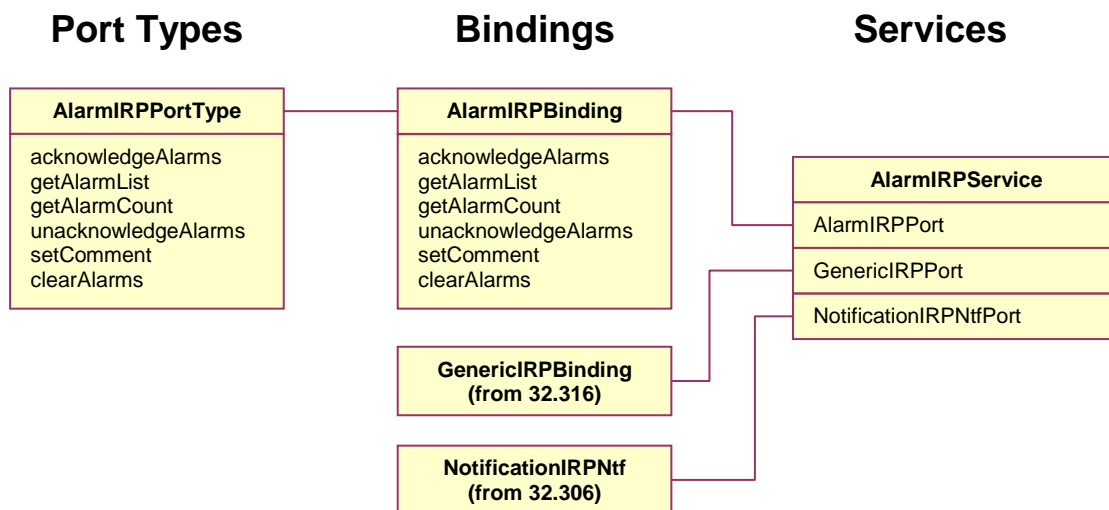 Port Types
Bindings
Services
AlarmIRPPortType
acknowledgeAlarms
getAlarmList
getAlarmCount
unacknowledgeAlarms
setComment
clearAlarms
AlarmIRPBinding
acknowledgeAlarms
getAlarmList
getAlarmCount
unacknowledgeAlarms
setComment
clearAlarms
GenericIRPBinding
(from 32.316)
NotificationIRPNtf
(from 32.306)
AlarmIRPService
AlarmIRPPort
GenericIRPPort
NotificationIRPNtfPort